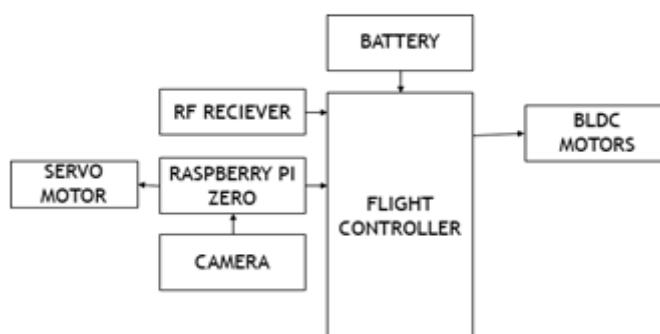 BATTERY
RF RECIEVER
BLDC
MOTORS
SERVO
MOTOR
RASPBERRY PI
ZERO
FLIGHT
CONTROLLER
CAMERA